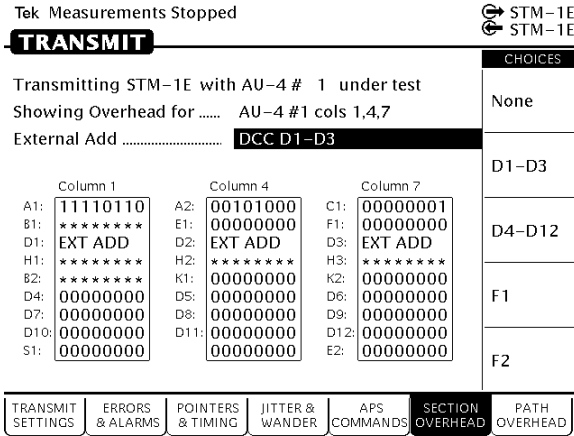 Tek Measurements Stopped
STM-1E
STM-1E
TRANSMIT
CHOICES
Transmitting STM-1E with AU-4 # 1 under test
Showing Overhead for ...... AU-4 #1 cols 1,4,7
External Add ............................ DCC D1-D3
None
D1-D3
D4-D12
F1
F2
Column 1 Column 4 Column 7
A1: 11110110 A2: 00101000 C1: 00000001
B1: ******** E1: 00000000 F1: 00000000
D1: EXT ADD D2: EXT ADD D3: EXT ADD
H1: ******** H2: ******** H3: ********
B2: ******** K1: 00000000 K2: 00000000
D4: 00000000 D5: 00000000 D6: 00000000
D7: 00000000 D8: 00000000 D9: 00000000
D10: 00000000 D11: 00000000 D12: 00000000
S1: 00000000 00000000 E2: 00000000
TRANSMIT SETTINGS
ERRORS & ALARMS
POINTERS & TIMING
JITTER & WANDER
APS COMMANDS
SECTION OVERHEAD
PATH OVERHEAD